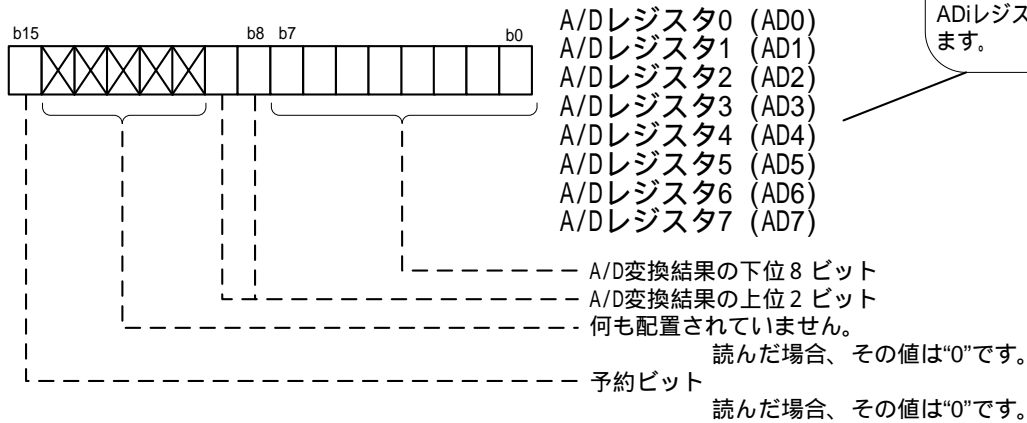 b15 b8 b7 b0
A/Dレジスタ0 (AD0)
A/Dレジスタ1 (AD1)
A/Dレジスタ2 (AD2)
A/Dレジスタ3 (AD3)
A/Dレジスタ4 (AD4)
A/Dレジスタ5 (AD5)
A/Dレジスタ6 (AD6)
A/Dレジスタ7 (AD7)
ADiレジス
ます。
A/D変換結果の下位8 ビット
A/D変換結果の上位2 ビット
何も配置されていません。
読んだ場合、その値は“0”です。
予約ビット
読んだ場合、その値は“0”です。